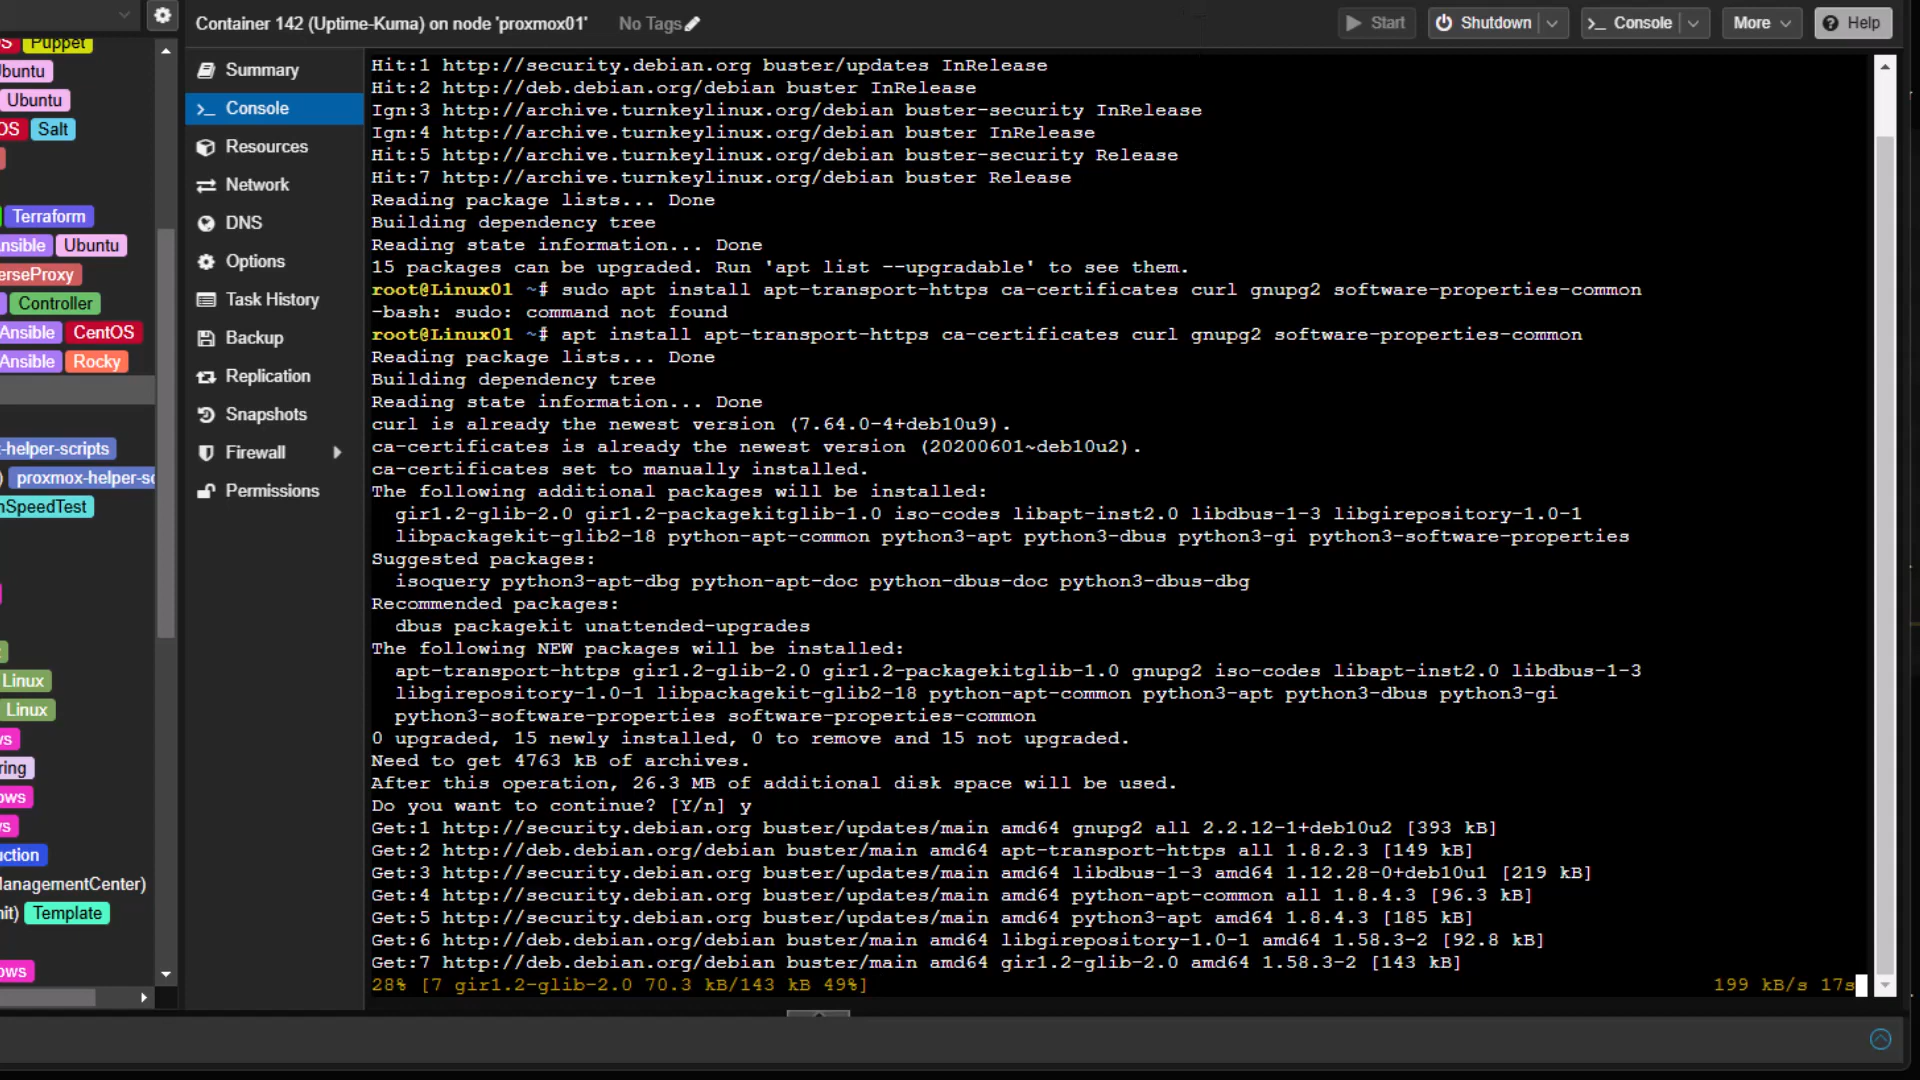 Container 142 (Uptime-Kuma) on node 'proxmox01'
No Tags
Start
Shutdown
Console
More
Help
Puppet
Ubuntu
Salt
Terraform
Ubuntu
Controller
Ansible CentOS
Ansible Rocky
-helper-scripts
proxmox-helper-sc
SpeedTest
Linux
Linux
Template
Summary
Console
Resources
Network
DNS
Options
Task History
Backup
Replication
Snapshots
Firewall
Permissions
Hit:1 http://security.debian.org buster/updates InRelease
Hit:2 http://deb.debian.org/debian buster InRelease
Ign:3 http://archive.turnkeylinux.org/debian buster-security InRelease
Ign:4 http://archive.turnkeylinux.org/debian buster InRelease
Hit:5 http://archive.turnkeylinux.org/debian buster-security Release
Hit:7 http://archive.turnkeylinux.org/debian buster Release
Reading package lists... Done
Building dependency tree
Reading state information... Done
15 packages can be upgraded. Run 'apt list --upgradable' to see them.
root@Linux01 ~# sudo apt install apt-transport-https ca-certificates curl gnupg2 software-properties-common
-bash: sudo: command not found
root@Linux01 ~# apt install apt-transport-https ca-certificates curl gnupg2 software-properties-common
Reading package lists... Done
Building dependency tree
Reading state information... Done
curl is already the newest version (7.64.0-4+deb10u9).
ca-certificates is already the newest version (20200601~deb10u2).
ca-certificates set to manually installed.
The following additional packages will be installed:
gir1.2-glib-2.0 gir1.2-packagekitglib-1.0 iso-codes libapt-inst2.0 libdbus-1-3 libgirepository-1.0-1
libpackagekit-glib2-18 python-apt-common python3-apt python3-dbus python3-gi python3-software-properties
Suggested packages:
isoquery python3-apt-dbg python-apt-doc python-dbus-doc python3-dbus-dbg
Recommended packages:
dbus packagekit unattended-upgrades
The following NEW packages will be installed:
apt-transport-https gir1.2-glib-2.0 gir1.2-packagekitglib-1.0 gnupg2 iso-codes libapt-inst2.0 libdbus-1-3
libgirepository-1.0-1 libpackagekit-glib2-18 python-apt-common python3-apt python3-dbus python3-gi
python3-software-properties software-properties-common
0 upgraded, 15 newly installed, 0 to remove and 15 not upgraded.
Need to get 4763 kB of archives.
After this operation, 26.3 MB of additional disk space will be used.
Do you want to continue? [Y/n] y
Get:1 http://security.debian.org buster/updates/main amd64 gnupg2 all 2.2.12-1+deb10u2 [393 kB]
Get:2 http://deb.debian.org/debian buster/main amd64 apt-transport-https all 1.8.2.3 [149 kB]
Get:3 http://security.debian.org buster/updates/main amd64 libdbus-1-3 amd64 1.12.28-0+deb10u1 [219 kB]
Get:4 http://security.debian.org buster/updates/main amd64 python-apt-common all 1.8.4.3 [96.3 kB]
Get:5 http://security.debian.org buster/updates/main amd64 python3-apt amd64 1.8.4.3 [185 kB]
Get:6 http://deb.debian.org/debian buster/main amd64 libgirepository-1.0-1 amd64 1.58.3-2 [92.8 kB]
Get:7 http://deb.debian.org/debian buster/main amd64 gir1.2-glib-2.0 amd64 1.58.3-2 [143 kB]
28% [7 gir1.2-glib-2.0 70.3 kB/143 kB 49%] 199 kB/s 17s